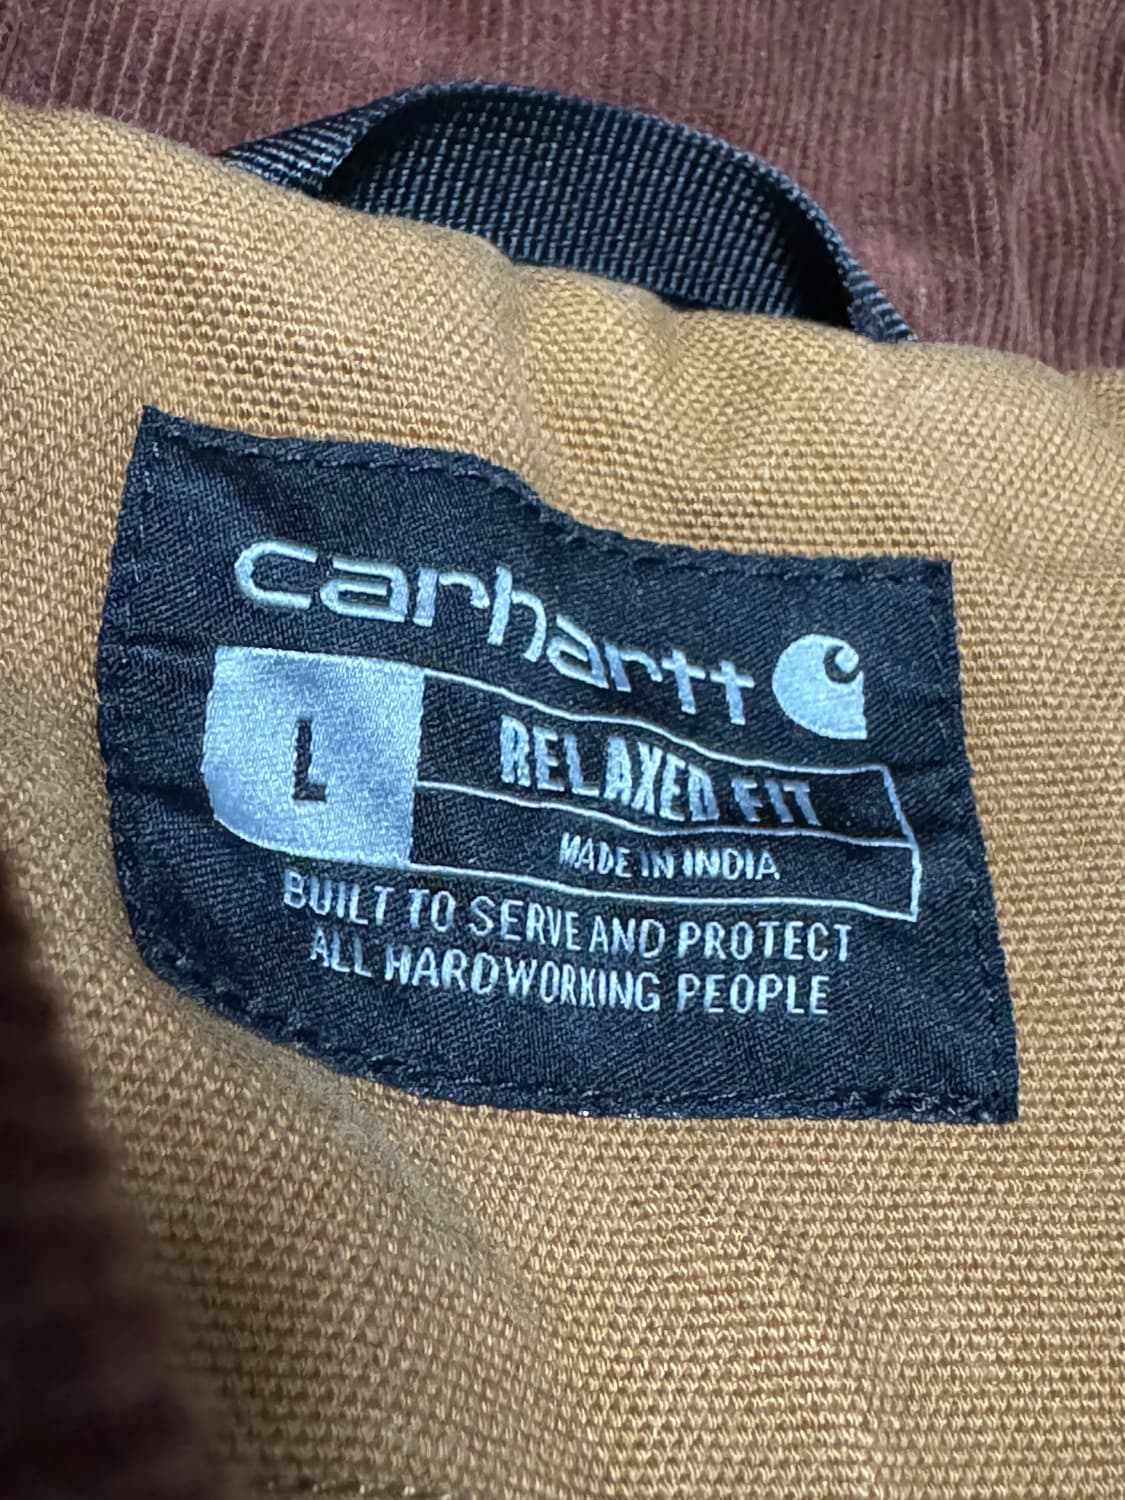 carhartt
L
RELAXED FIT
MADE IN INDIA
BUILT TO SERVE AND PROTECT
ALL HARDWORKING PEOPLE